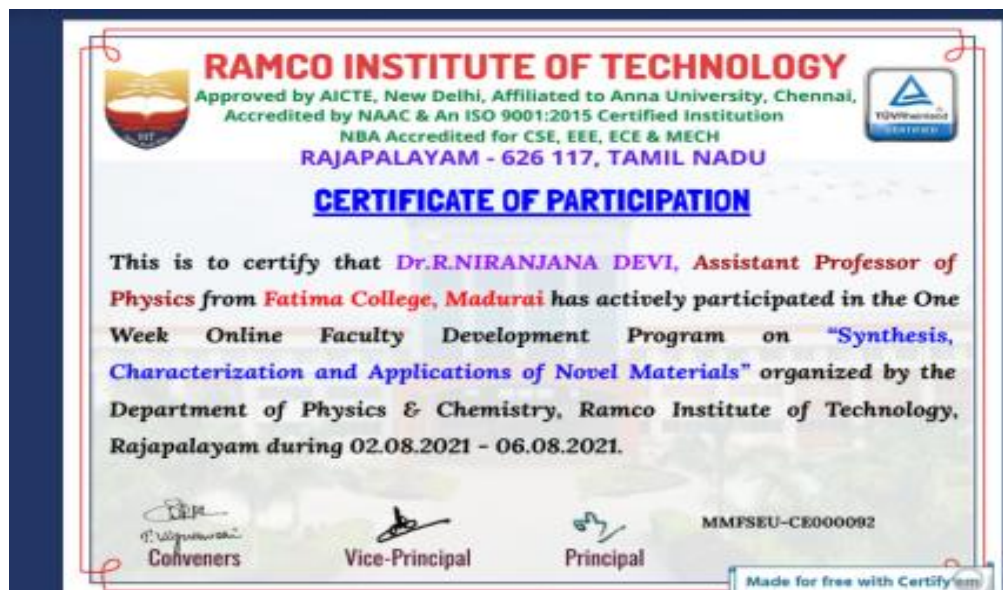 RAMCO INSTITUTE OF TECHNOLOGY
Approved by AICTE, New Delhi, Affiliated to Anna University, Chennai,
Accredited by NAAC & An ISO 9001:2015 Certified Institution
NBA Accredited for CSE, EEE, ECE & MECH
RAJAPALAYAM - 626 117, TAMIL NADU
RIT
TÜVRheinland
CERTIFIED
CERTIFICATE OF PARTICIPATION
This is to certify that Dr.R.NIRANJANA DEVI, Assistant Professor of
Physics from Fatima College, Madurai has actively participated in the One
Week Online Faculty Development Program on “Synthesis,
Characterization and Applications of Novel Materials” organized by the
Department of Physics & Chemistry, Ramco Institute of Technology,
Rajapalayam during 02.08.2021 – 06.08.2021.
MMFSEU-CE000092
Conveners Vice-Principal Principal
Made for free with Certify'em